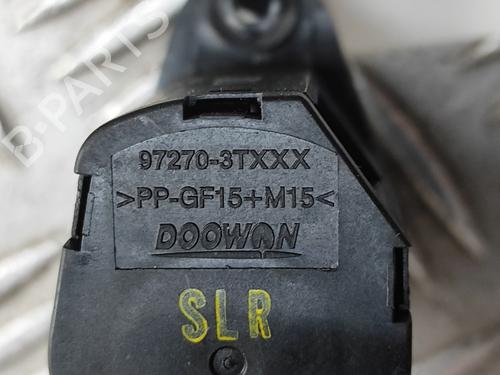 B-PARTS
97270-3TXXX
>PP-GF15+M15<
DOOWON
SLR